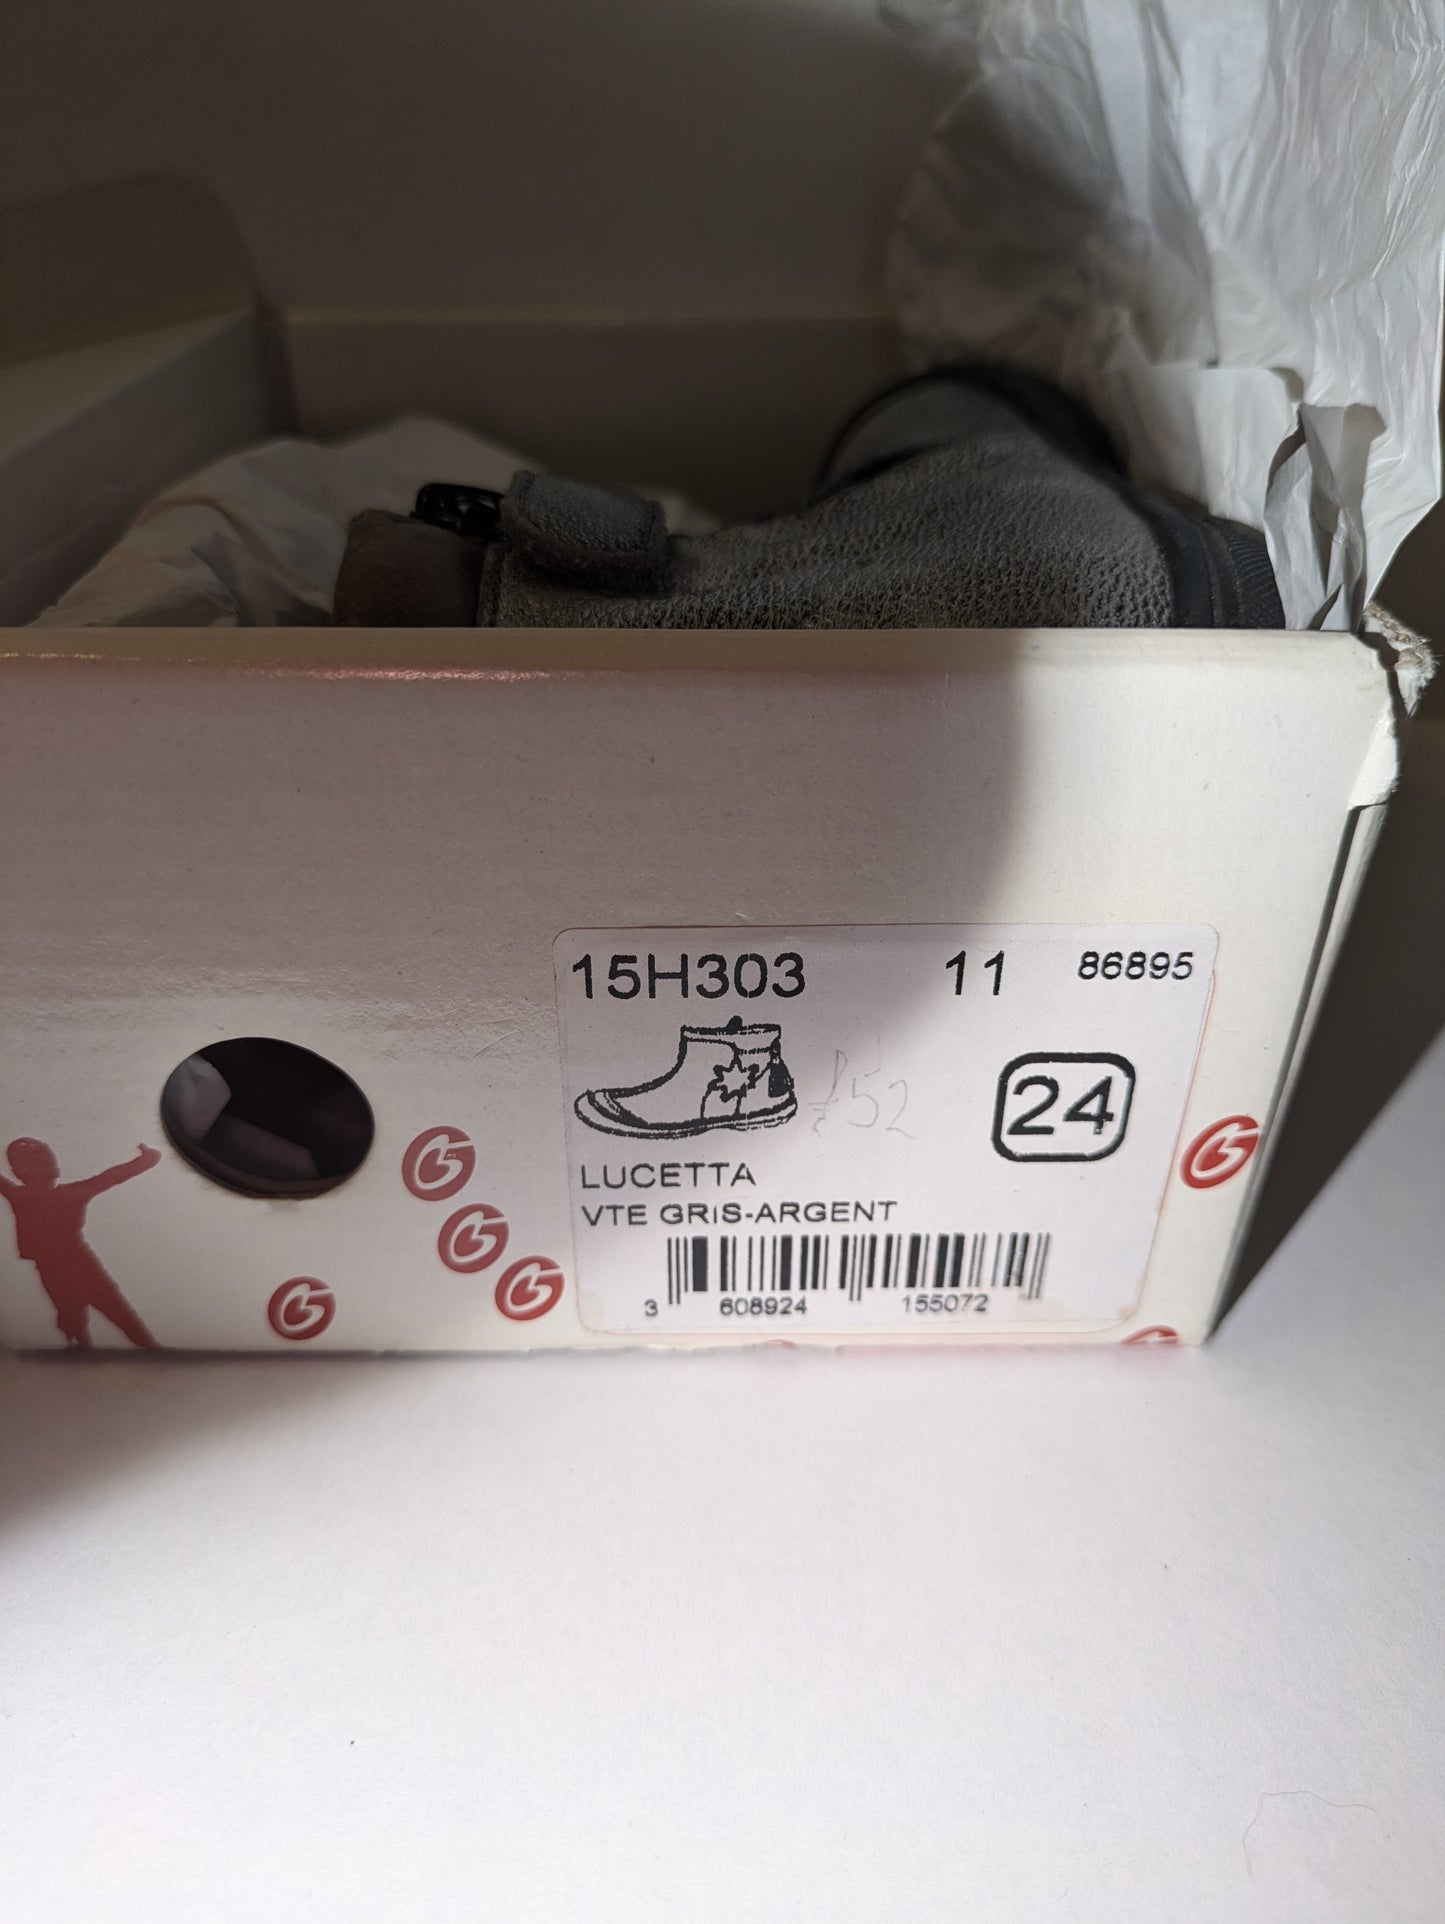 15H303 11 86895
£52
24
LUCETTA
VTE GRIS-ARGENT
3 608924 155072